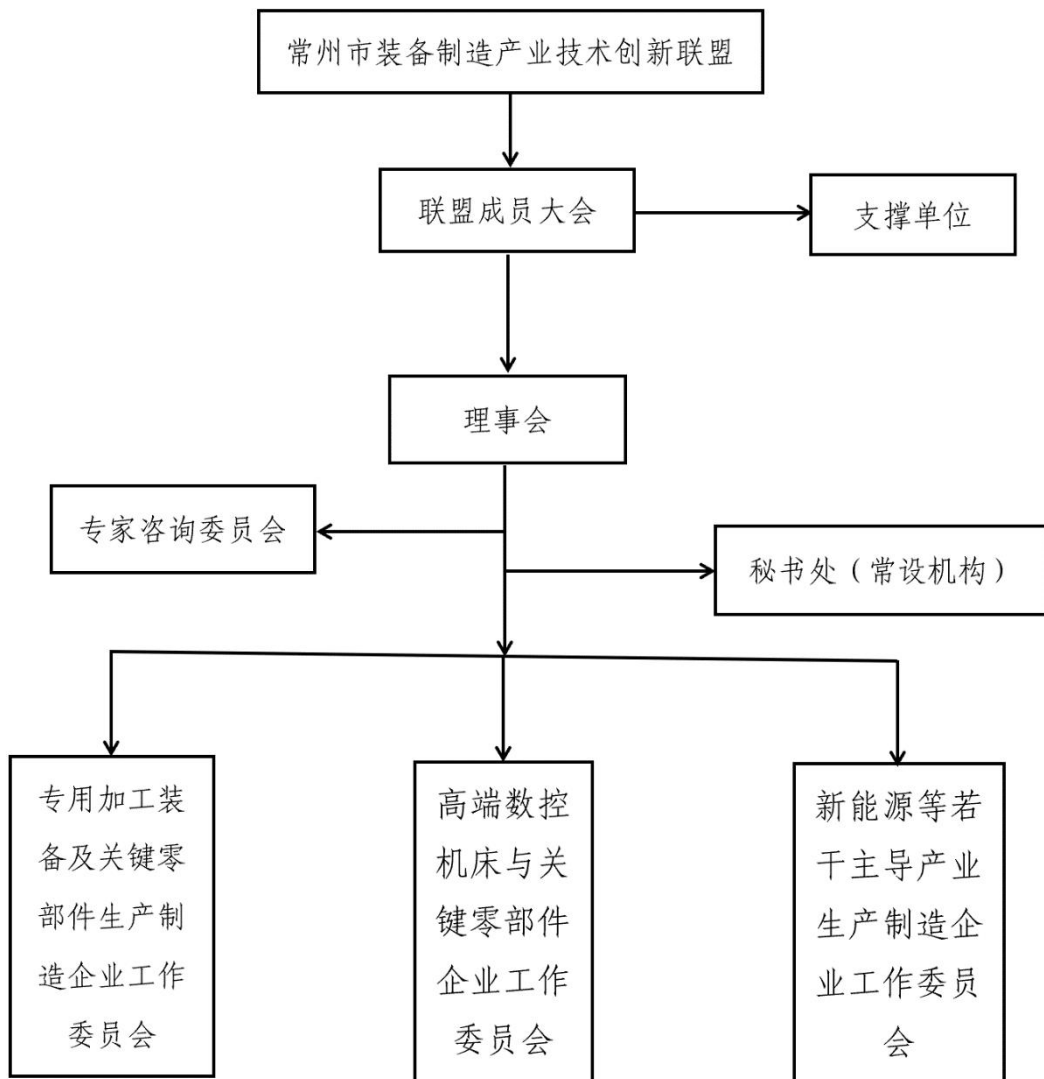 常州市装备制造产业技术创新联盟
联盟成员大会
支撑单位
理事会
专家咨询委员会
秘书处（常设机构）
专用加工装
备及关键零
部件生产制
造企业工作
委员会
高端数控
机床与关
键零部件
企业工作
委员会
新能源等若
干主导产业
生产制造企
业工作委员
会